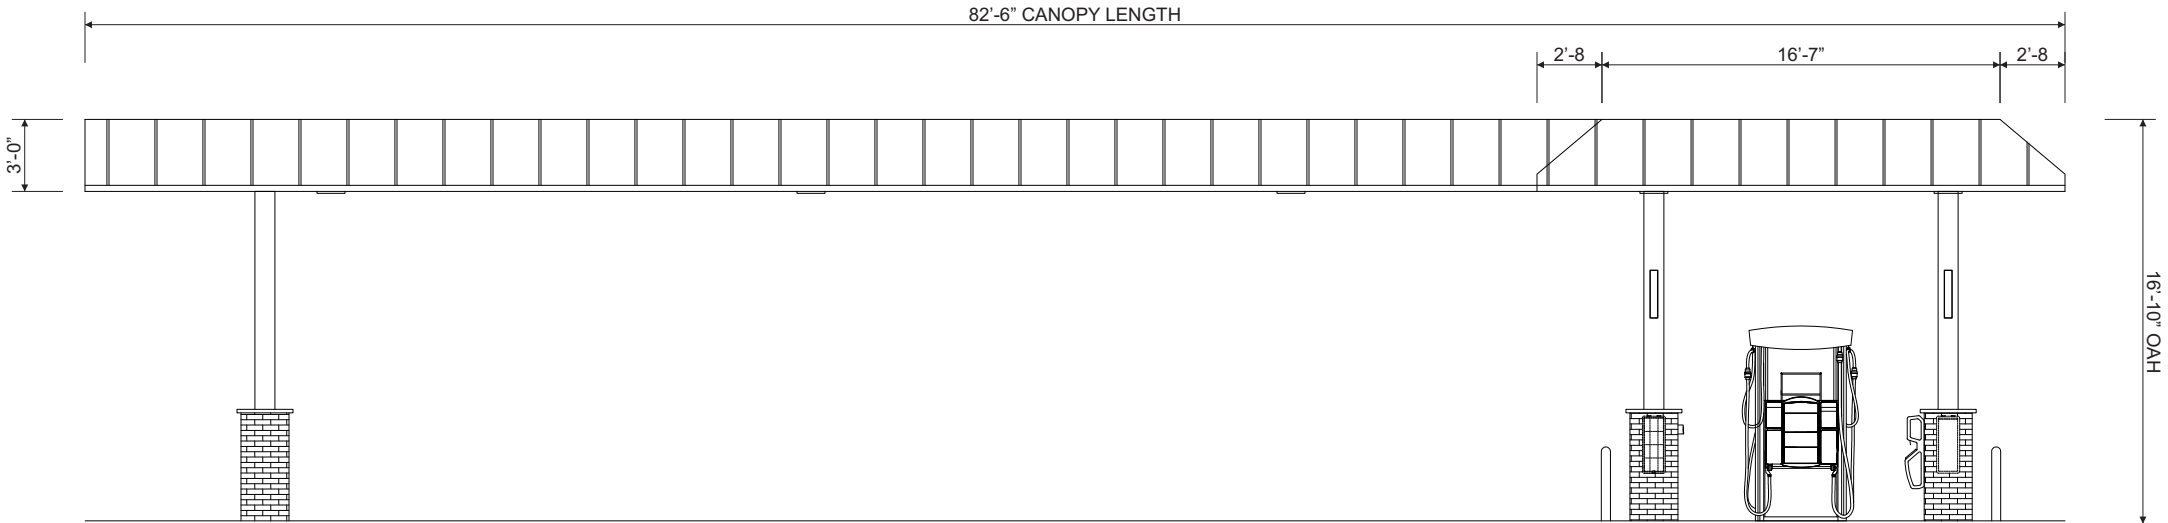 82’-6” CANOPY LENGTH
2’-8
16’-7”
2’-8
3’-0”
16’-10” OAH